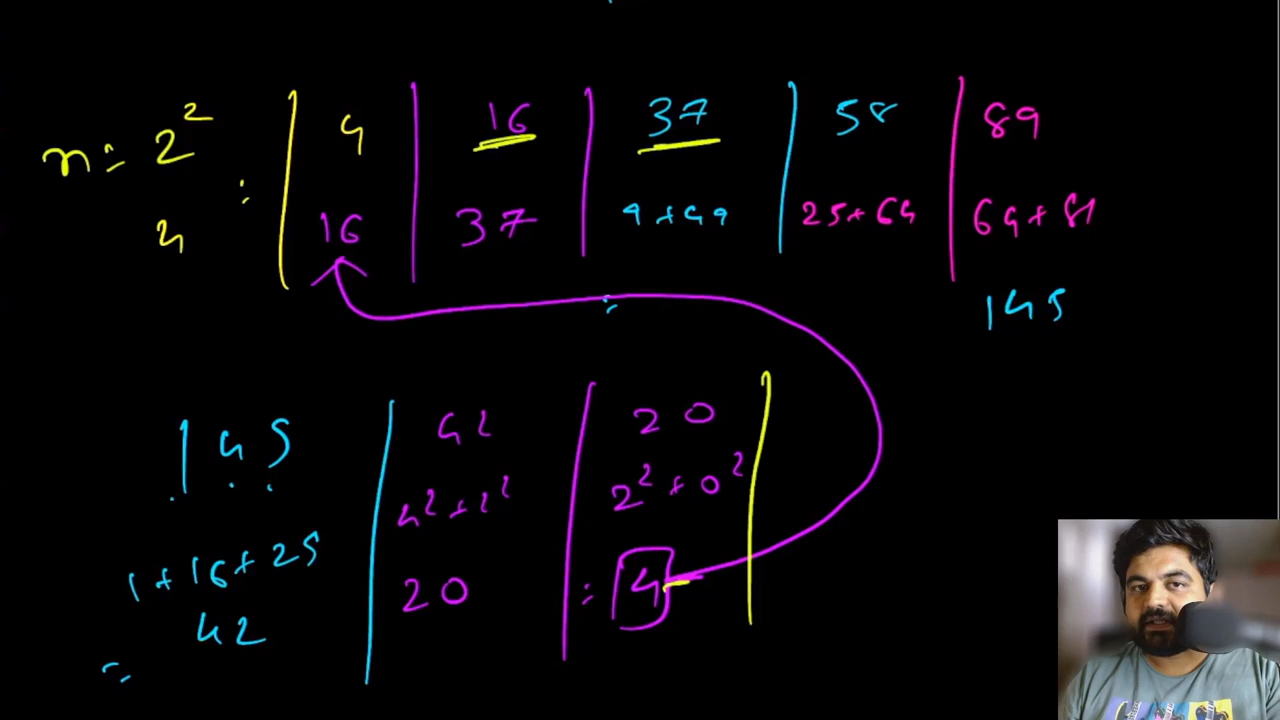 n = 2² : 4 | 16 | 37 | 58 | 89
4 16 | 37 | 9+49 | 25+64 | 64+81
145
145 | 42 | 20
1+16+25 | 4²+2² | 2²+0²
= 42 | 20 | = 4